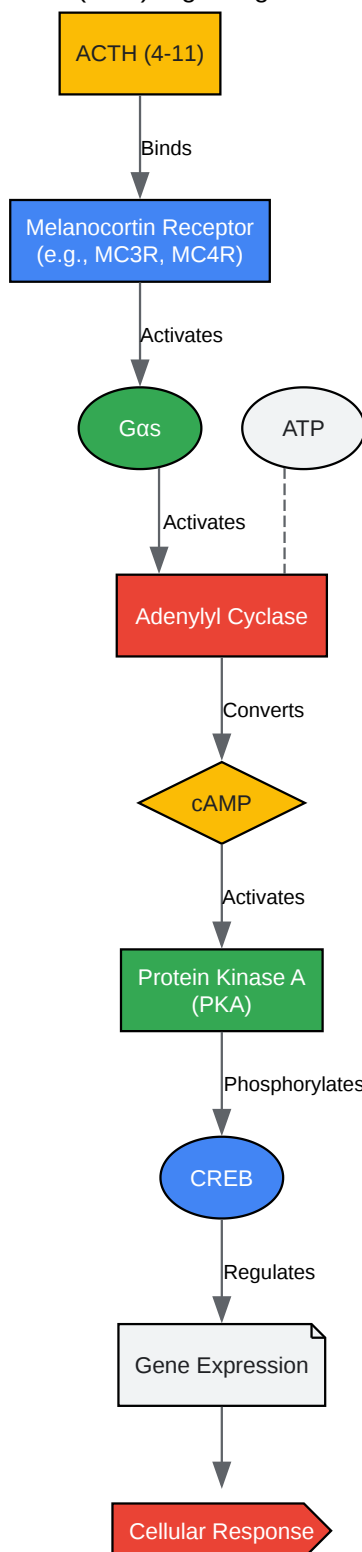 ACTH (4-11)
Binds
Melanocortin Receptor
(e.g., MC3R, MC4R)
Activates
Gαs
ATP
Activates
Adenylyl Cyclase
Converts
cAMP
Activates
Protein Kinase A
(PKA)
Phosphorylates
CREB
Regulates
Gene Expression
Cellular Response